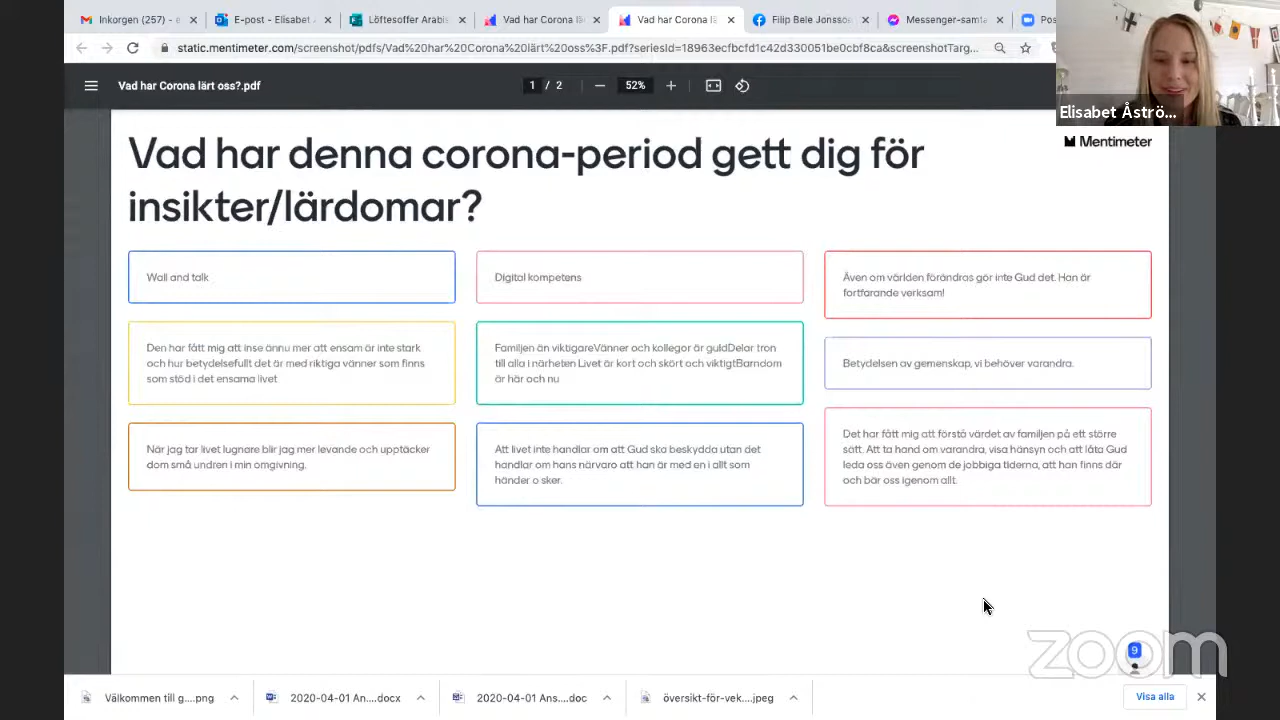 Inkorgen (257) - e
E-post - Elisabet
Löftesoffer Arabis
Vad har Corona lä
Vad har Corona lä
Filip Bele Jonsson
Messenger-samta
Pos
static.mentimeter.com/screenshot/pdfs/Vad%20har%20Corona%20lärt%20oss%3F.pdf?seriesId=18963ecfbcfd1c42d330051be0cbf8ca&screenshotTarg...
Vad har Corona lärt oss?.pdf
1 / 2
52%
Elisabet Åströ...
Mentimeter
Vad har denna corona-period gett dig för
insikter/lärdomar?
Wall and talk
Digital kompetens
Även om världen förändras gör inte Gud det. Han är
fortfarande verksam!
Den har fått mig att inse ännu mer att ensam är inte stark
och hur betydelsefullt det är med riktiga vänner som finns
som stöd i det ensama livet
Familjen än viktigareVänner och kollegor är guldDelar tron
till alla i närheten Livet är kort och skört och viktigtBarndom
är här och nu
Betydelsen av gemenskap, vi behöver varandra.
När jag tar livet lugnare blir jag mer levande och upptäcker
dom små undren i min omgivning.
Att livet inte handlar om att Gud ska beskydda utan det
handlar om hans närvaro att han är med en i allt som
händer o sker.
Det har fått mig att förstå värdet av familjen på ett större
sätt. Att ta hand om varandra, visa hänsyn och att låta Gud
leda oss även genom de jobbiga tiderna, att han finns där
och bär oss igenom allt.
9
zoom
Välkommen till g....png
2020-04-01 An....docx
2020-04-01 Ans....doc
översikt-för-vek....jpeg
Visa alla